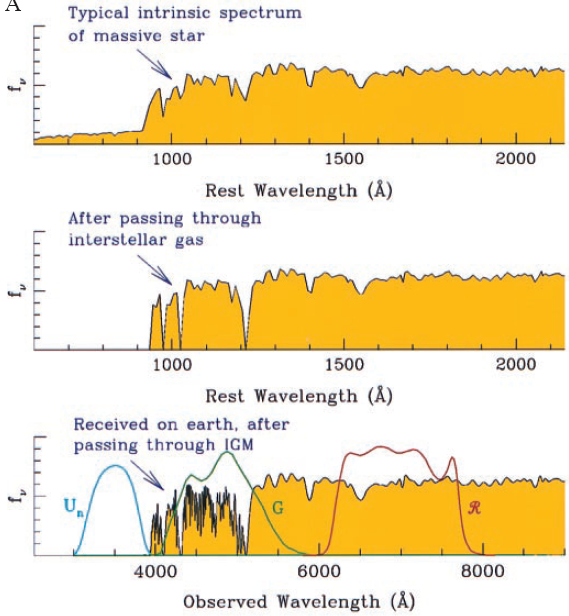 A
Typical intrinsic spectrum
of massive star
f_ν
1000
1500
2000
Rest Wavelength (Å)
After passing through
interstellar gas
f_ν
1000
1500
2000
Rest Wavelength (Å)
Received on earth, after
passing through IGM
f_ν
U_n
G
ℛ
4000
6000
8000
Observed Wavelength (Å)